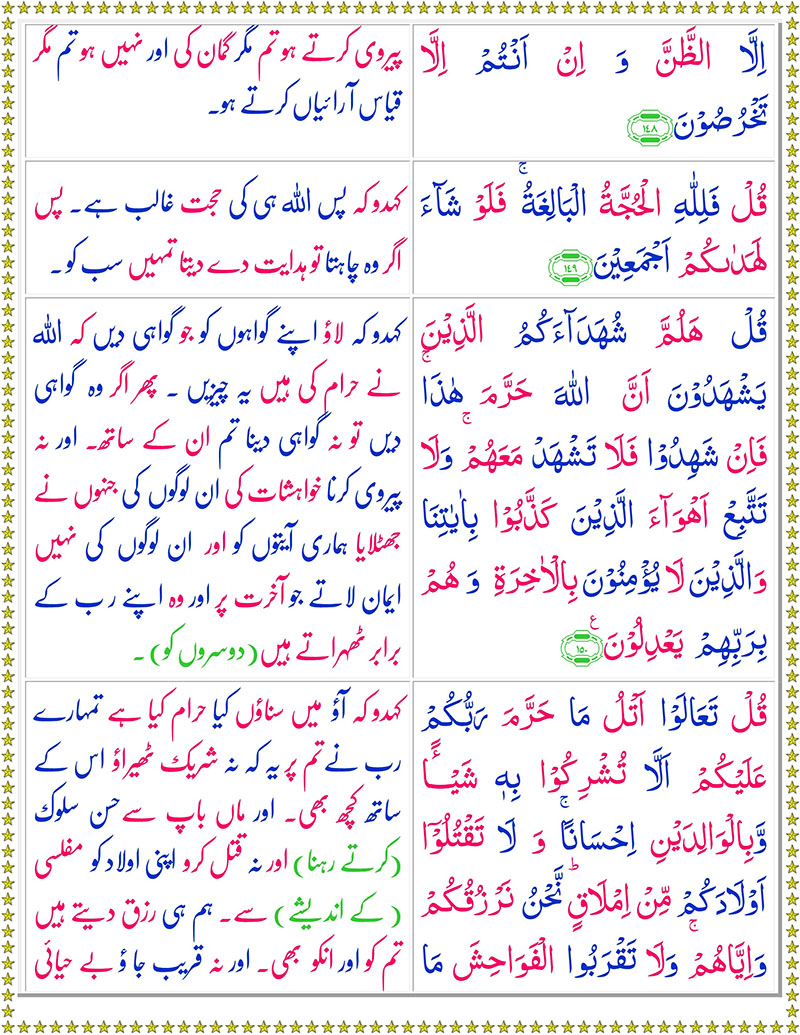 اِلَّا الظَّنَّ وَ اِنْ اَنْتُمْ اِلَّا
تَخْرُصُوْنَ ﴿۱۴۸﴾
پیروی کرتے ہو تم مگر گمان کی اور نہیں ہو تم مگر
قیاس آرائیاں کرتے ہو۔
قُلْ فَلِلّٰهِ الْحُجَّةُ الْبَالِغَةُ ۚ فَلَوْ شَآءَ
لَهَدٰىكُمْ اَجْمَعِيْنَ ﴿۱۴۹﴾
کہدو کہ پس اللہ ہی کی حجت غالب ہے۔ پس
اگر وہ چاہتا تو ہدایت دے دیتا تمہیں سب کو۔
قُلْ هَلُمَّ شُهَدَآءَكُمُ الَّذِيْنَ
يَشْهَدُوْنَ اَنَّ اللّٰهَ حَرَّمَ هٰذَا ۚ
فَاِنْ شَهِدُوْا فَلَا تَشْهَدْ مَعَهُمْ ۚ وَلَا
تَتَّبِعْ اَهْوَآءَ الَّذِيْنَ كَذَّبُوْا بِاٰيٰتِنَا
وَالَّذِيْنَ لَا يُؤْمِنُوْنَ بِالْاٰخِرَةِ وَ هُمْ
بِرَبِّهِمْ يَعْدِلُوْنَ ﴿۱۵۰﴾ ع
کہدو کہ لاؤ اپنے گواہوں کو جو گواہی دیں کہ اللہ
نے حرام کی ہیں یہ چیزیں ۔ پھر اگر وہ گواہی
دیں تو نہ گواہی دینا تم ان کے ساتھ۔ اور نہ
پیروی کرنا خواہشات کی ان لوگوں کی جنہوں نے
جھٹلایا ہماری آیتوں کو اور ان لوگوں کی نہیں
ایمان لاتے جو آخرت پر اور وہ اپنے رب کے
برابر ٹھہراتے ہیں (دوسروں کو) ۔
قُلْ تَعَالَوْا اَتْلُ مَا حَرَّمَ رَبُّكُمْ
عَلَيْكُمْ اَلَّا تُشْرِكُوْا بِهٖ شَيْــًٔا
وَّبِالْوَالِدَيْنِ اِحْسَانًا ۚ وَ لَا تَقْتُلُوْٓا
اَوْلَادَكُمْ مِّنْ اِمْلَاقٍ ؕ نَّحْنُ نَرْزُقُكُمْ
وَاِيَّاهُمْ ۚ وَلَا تَقْرَبُوا الْفَوَاحِشَ مَا
کہدو کہ آؤ میں سناؤں کیا حرام کیا ہے تمہارے
رب نے تم پر یہ کہ نہ شریک ٹھیراؤ اس کے
ساتھ کچھ بھی۔ اور ماں باپ سے حسن سلوک
(کرتے رہنا) اور نہ قتل کرو اپنی اولاد کو مفلسی
(کے اندیشے) سے۔ ہم ہی رزق دیتے ہیں
تم کو اور انکو بھی۔ اور نہ قریب جاؤ بے حیائی